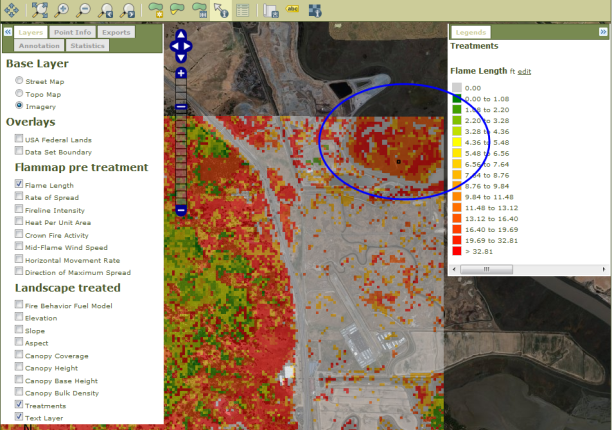 abc
Layers Point Info Exports
Annotation Statistics
Base Layer
Street Map
Topo Map
Imagery
Overlays
USA Federal Lands
Data Set Boundary
Flammap pre treatment
Flame Length
Rate of Spread
Fireline Intensity
Heat Per Unit Area
Crown Fire Activity
Mid-Flame Wind Speed
Horizontal Movement Rate
Direction of Maximum Spread
Landscape treated
Fire Behavior Fuel Model
Elevation
Slope
Aspect
Canopy Coverage
Canopy Height
Canopy Base Height
Canopy Bulk Density
Treatments
Text Layer
Legends
Treatments
Flame Length ft edit
0.00
0.00 to 1.08
1.08 to 2.20
2.20 to 3.28
3.28 to 4.36
4.36 to 5.48
5.48 to 6.56
6.56 to 7.64
7.64 to 8.76
8.76 to 9.84
9.84 to 11.48
11.48 to 13.12
13.12 to 16.40
16.40 to 19.69
19.69 to 32.81
> 32.81